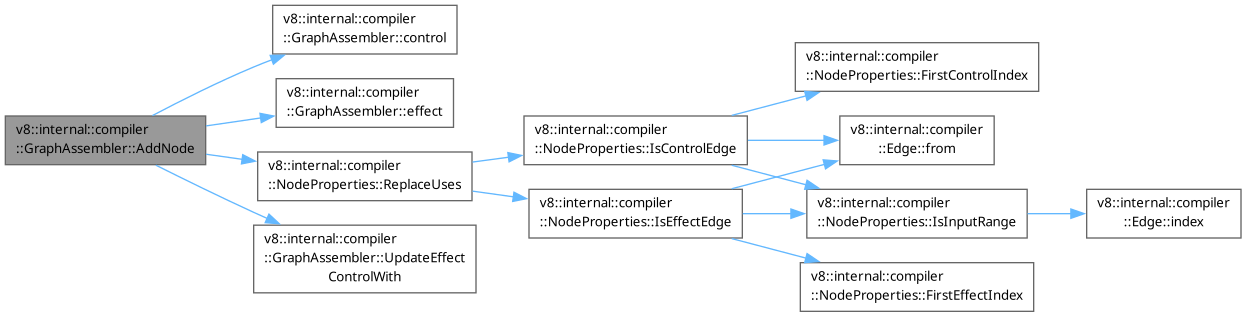 v8::internal::compiler
::GraphAssembler::AddNode
v8::internal::compiler
::GraphAssembler::control
v8::internal::compiler
::GraphAssembler::effect
v8::internal::compiler
::NodeProperties::ReplaceUses
v8::internal::compiler
::GraphAssembler::UpdateEffect
ControlWith
v8::internal::compiler
::NodeProperties::IsControlEdge
v8::internal::compiler
::NodeProperties::IsEffectEdge
v8::internal::compiler
::NodeProperties::FirstControlIndex
v8::internal::compiler
::Edge::from
v8::internal::compiler
::NodeProperties::IsInputRange
v8::internal::compiler
::NodeProperties::FirstEffectIndex
v8::internal::compiler
::Edge::index